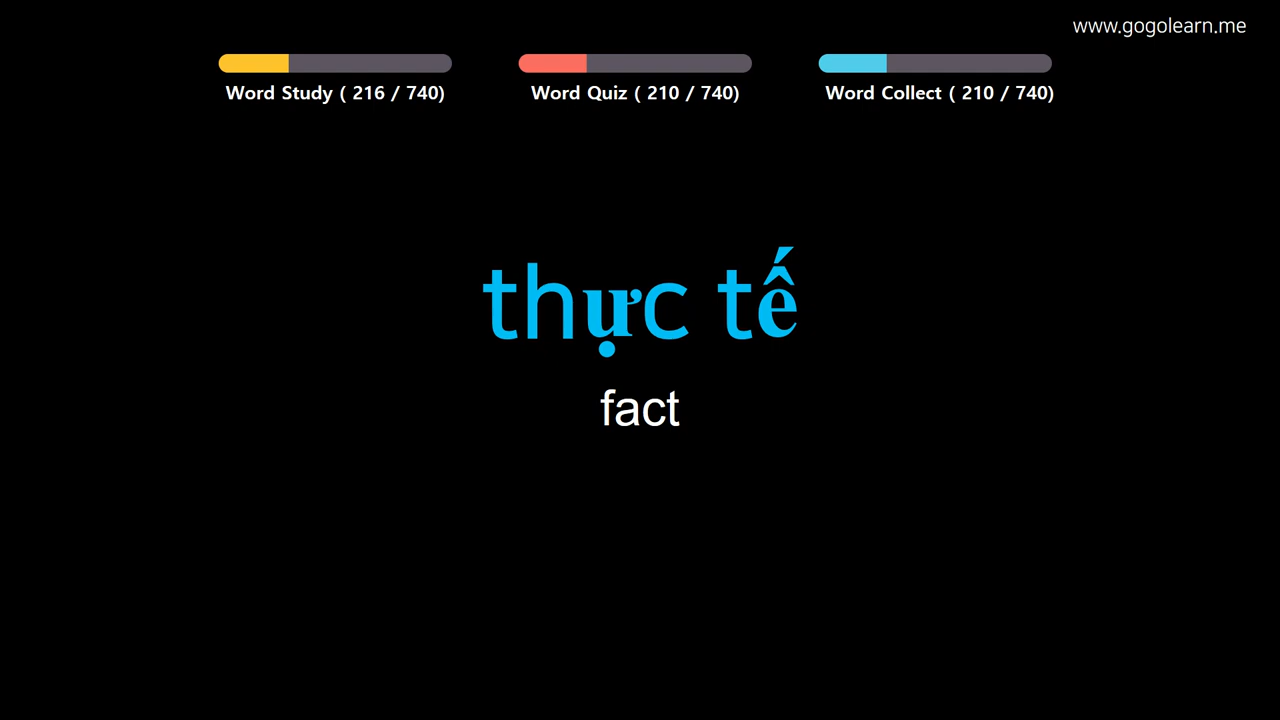 www.gogolearn.me
Word Study ( 216 / 740)
Word Quiz ( 210 / 740)
Word Collect ( 210 / 740)
thực tế
fact